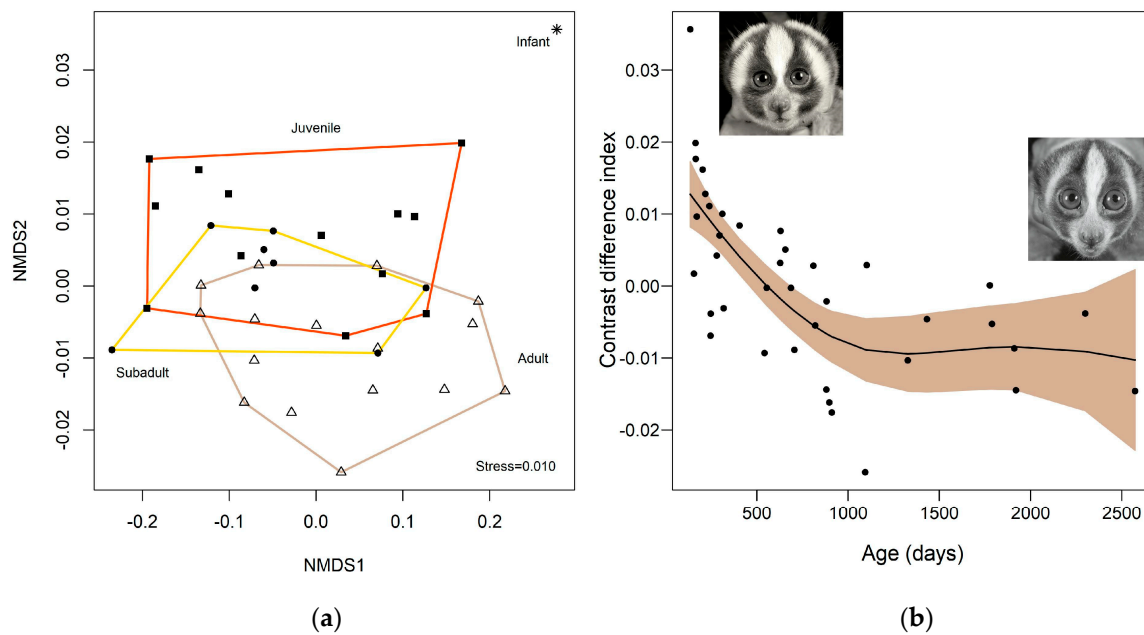 Infant
Juvenile
Subadult
Adult
Stress=0.010
0.03
0.02
0.01
0.00
-0.01
-0.02
NMDS2
-0.2
-0.1
0.0
0.1
0.2
NMDS1
(a)
0.03
0.02
0.01
0.00
-0.01
-0.02
Contrast difference index
500
1000
1500
2000
2500
Age (days)
(b)